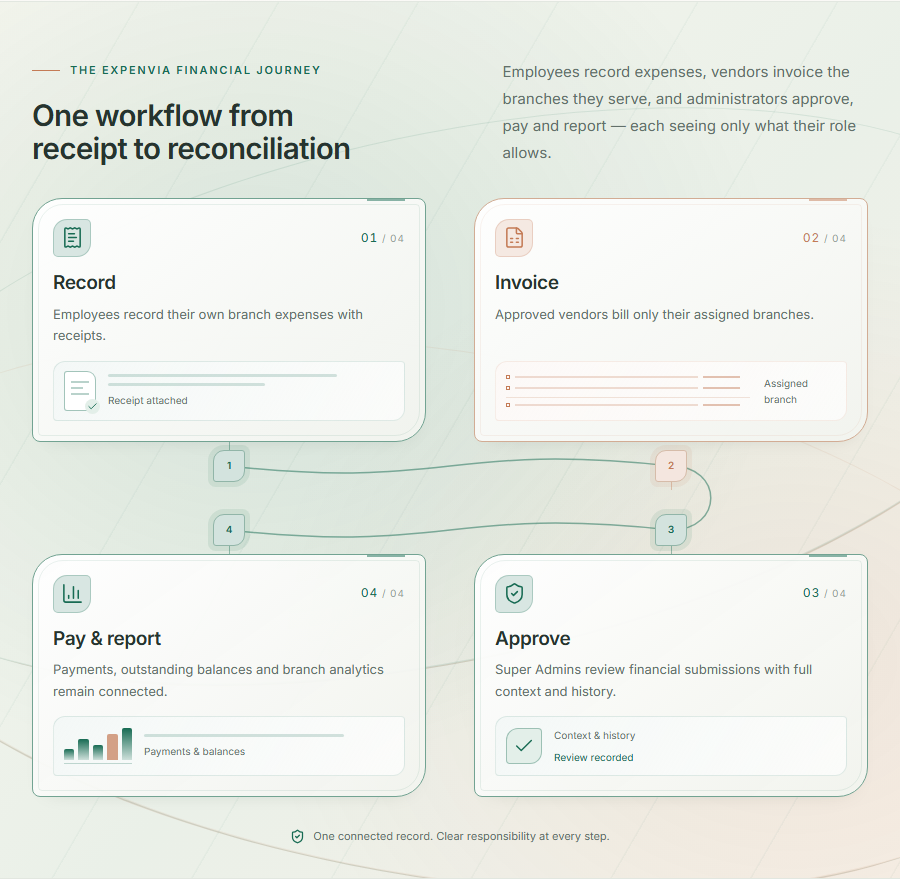 THE EXPENVIA FINANCIAL JOURNEY
One workflow from
receipt to reconciliation
Employees record expenses, vendors invoice the
branches they serve, and administrators approve,
pay and report — each seeing only what their role
allows.
01 / 04
Record
Employees record their own branch expenses with
receipts.
Receipt attached
02 / 04
Invoice
Approved vendors bill only their assigned branches.
Assigned
branch
1
2
4
3
04 / 04
Pay & report
Payments, outstanding balances and branch analytics
remain connected.
Payments & balances
03 / 04
Approve
Super Admins review financial submissions with full
context and history.
Context & history
Review recorded
One connected record. Clear responsibility at every step.